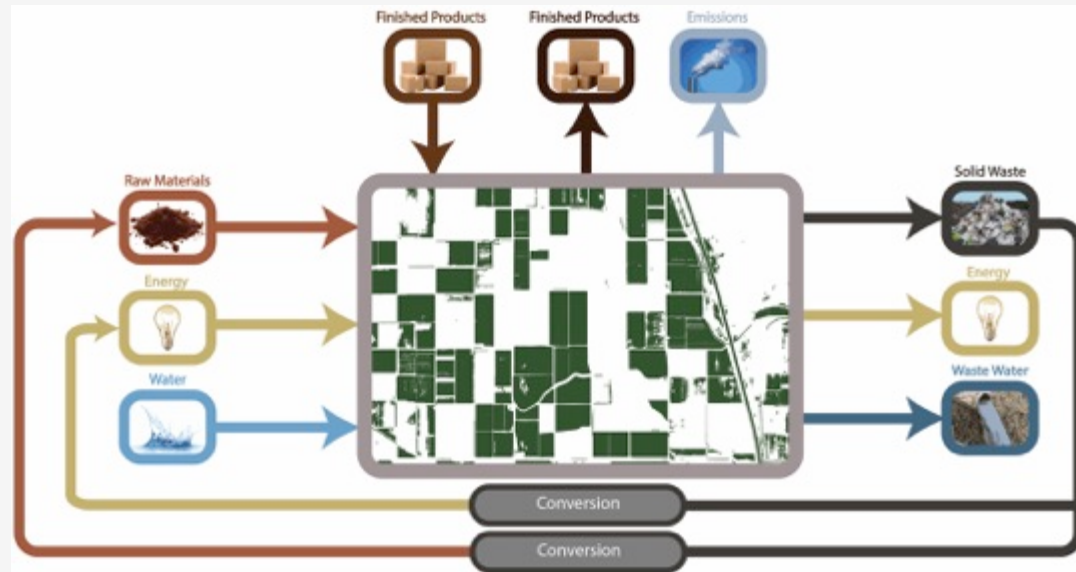 Finished Products
Finished Products
Emissions
Raw Materials
Solid Waste
Energy
Energy
Water
Waste Water
Conversion
Conversion